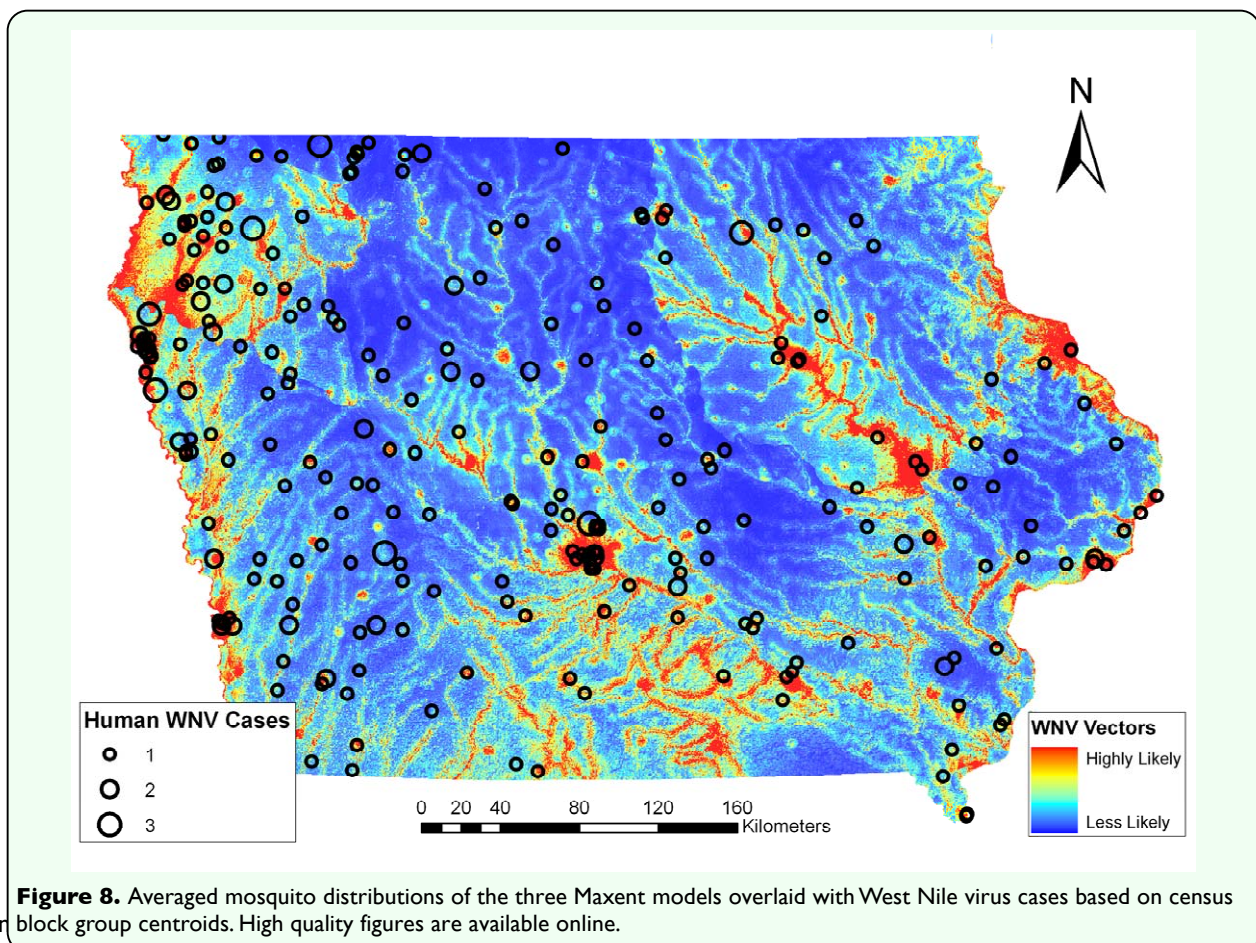 N
Human WNV Cases
1
2
3
0 20 40 80 120 160
Kilometers
WNV Vectors
Highly Likely
Less Likely
Figure 8. Averaged mosquito distributions of the three Maxent models overlaid with West Nile virus cases based on census
block group centroids. High quality figures are available online.